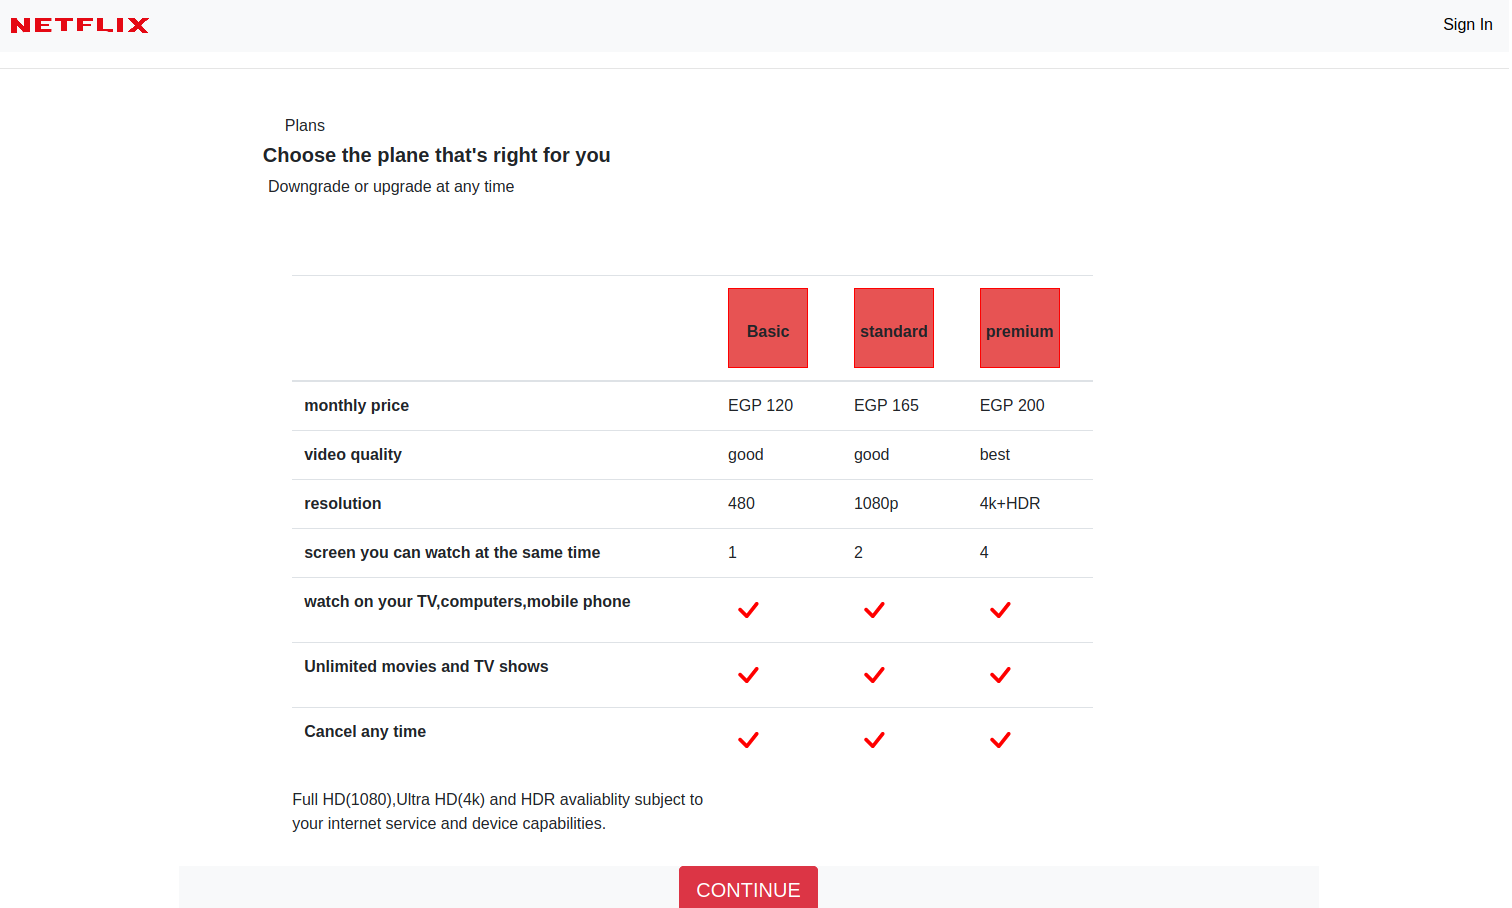 NETFLIX
Sign In
Plans
Choose the plane that's right for you
Downgrade or upgrade at any time
Basic standard premium
monthly price EGP 120 EGP 165 EGP 200
video quality good good best
resolution 480 1080p 4k+HDR
screen you can watch at the same time 1 2 4
watch on your TV,computers,mobile phone
Unlimited movies and TV shows
Cancel any time
Full HD(1080),Ultra HD(4k) and HDR avaliablity subject to
your internet service and device capabilities.
CONTINUE